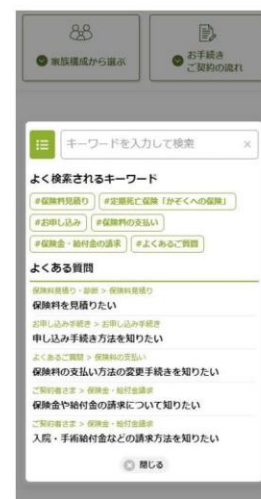 家族構成から選ぶ
お手続き
ご契約の流れ
キーワードを入力して検索
よく検索されるキーワード
#保険料見積り
#定期死亡保険「かぞくへの保険」
#お申し込み
#保険料の支払い
#保険金・給付金の請求
#よくあるご質問
よくある質問
保険料見積り・診断 > 保険料見積り
保険料を見積りたい
お申し込み手続き > お申し込み手続き
申し込み手続き方法を知りたい
よくあるご質問 > 保険料の支払い
保険料の支払い方法の変更手続きを知りたい
ご契約者さま > 保険金・給付金請求
保険金や給付金の請求について知りたい
ご契約者さま > 保険金・給付金請求
入院・手術給付金などの請求方法を知りたい
閉じる